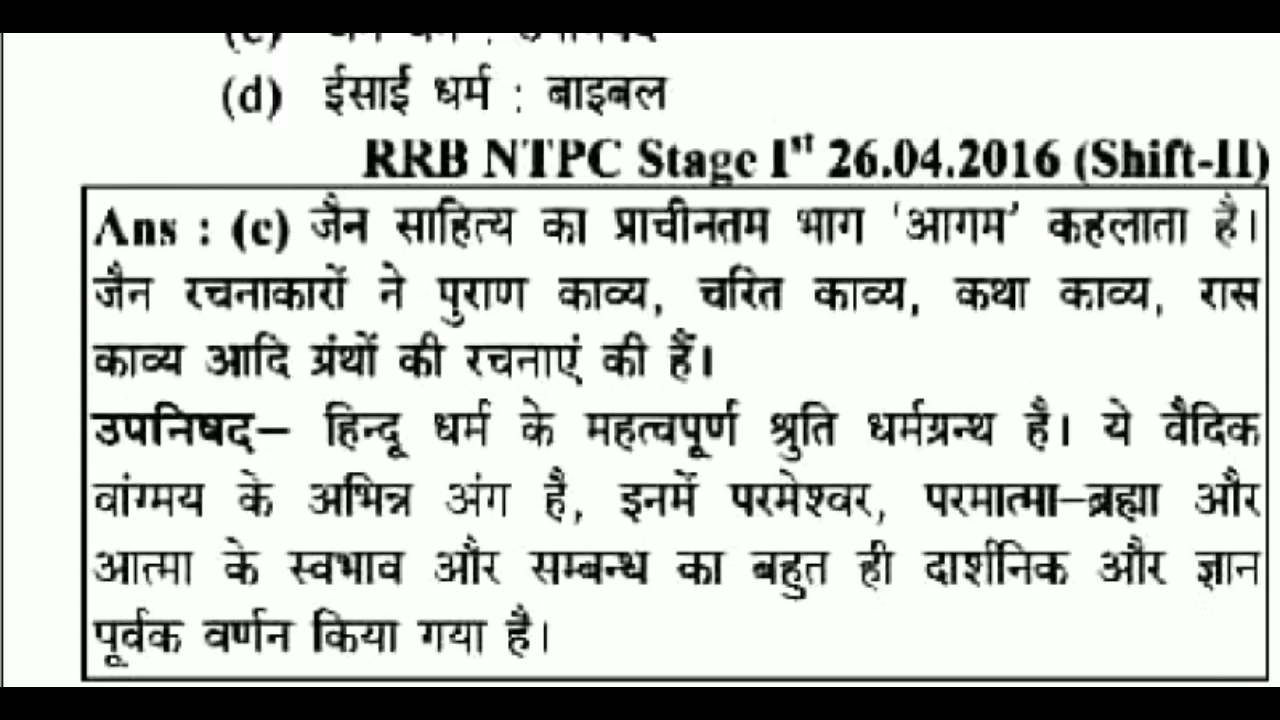 (d) ईसाई धर्म : बाइबल
RRB NTPC Stage Ist 26.04.2016 (Shift-II)
Ans : (c) जैन साहित्य का प्राचीनतम भाग 'आगम' कहलाता है।
जैन रचनाकारों ने पुराण काव्य, चरित काव्य, कथा काव्य, रास
काव्य आदि ग्रंथों की रचनाएं की हैं।
उपनिषद– हिन्दू धर्म के महत्वपूर्ण श्रुति धर्मग्रन्थ है। ये वैदिक
वांग्मय के अभिन्न अंग है, इनमें परमेश्वर, परमात्मा–ब्रह्मा और
आत्मा के स्वभाव और सम्बन्ध का बहुत ही दार्शनिक और ज्ञान
पूर्वक वर्णन किया गया है।